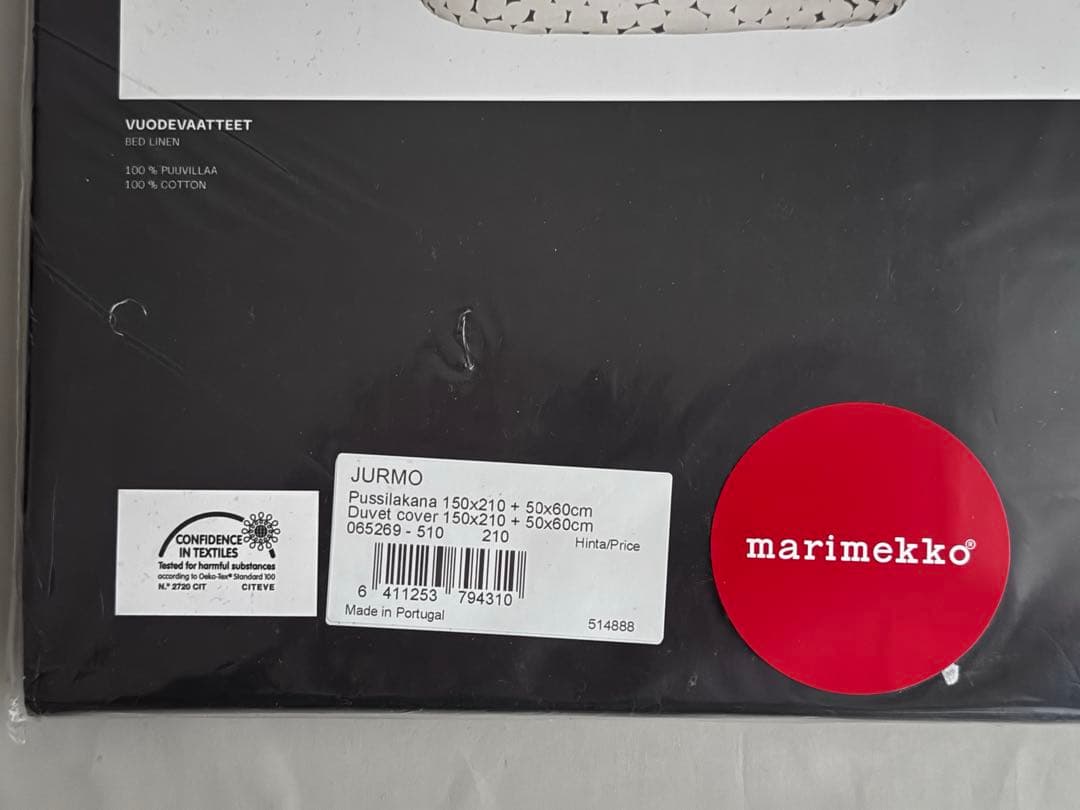 VUODEVAATTEET
BED LINEN
100 % PUUVILLAA
100 % COTTON
CONFIDENCE
IN TEXTILES
Tested for harmful substances
according to Oeko-Tex® Standard 100
N.° 2720 CIT CITEVE
JURMO
Pussilakana 150x210 + 50x60cm
Duvet cover 150x210 + 50x60cm
065269 - 510 210 Hinta/Price
6 411253 794310
Made in Portugal
514888
marimekko®